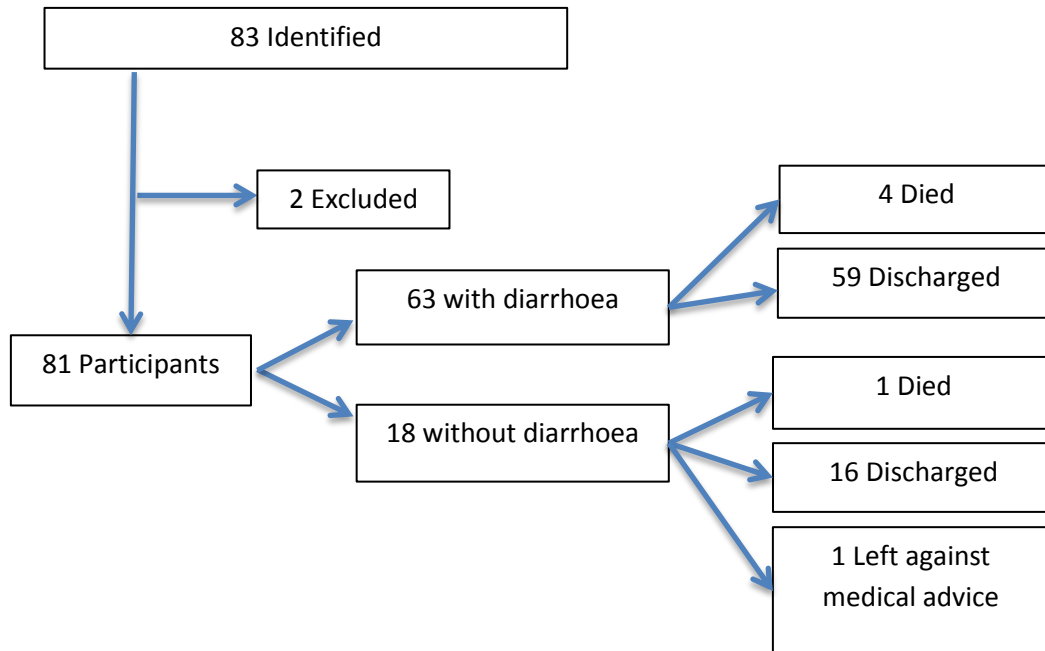 83 Identified
2 Excluded
81 Participants
63 with diarrhoea
18 without diarrhoea
4 Died
59 Discharged
1 Died
16 Discharged
1 Left against
medical advice